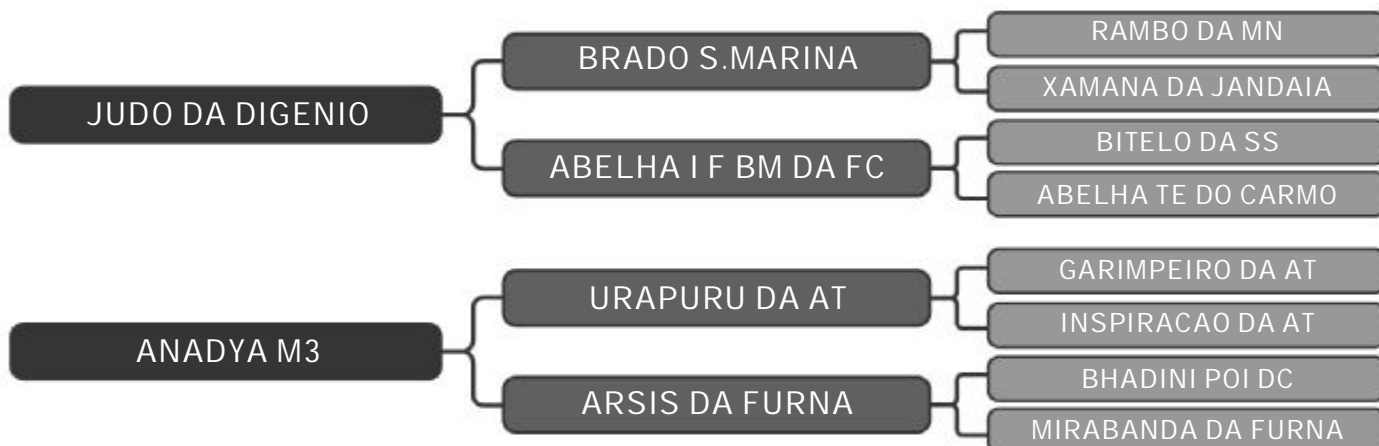 JUDO DA DIGENIO
BRADO S.MARINA
RAMBO DA MN
XAMANA DA JANDAIA
ABELHA I F BM DA FC
BITELO DA SS
ABELHA TE DO CARMO
ANADYA M3
URAPURU DA AT
GARIMPEIRO DA AT
INSPIRACAO DA AT
ARSIS DA FURNA
BHADINI POI DC
MIRABANDA DA FURNA